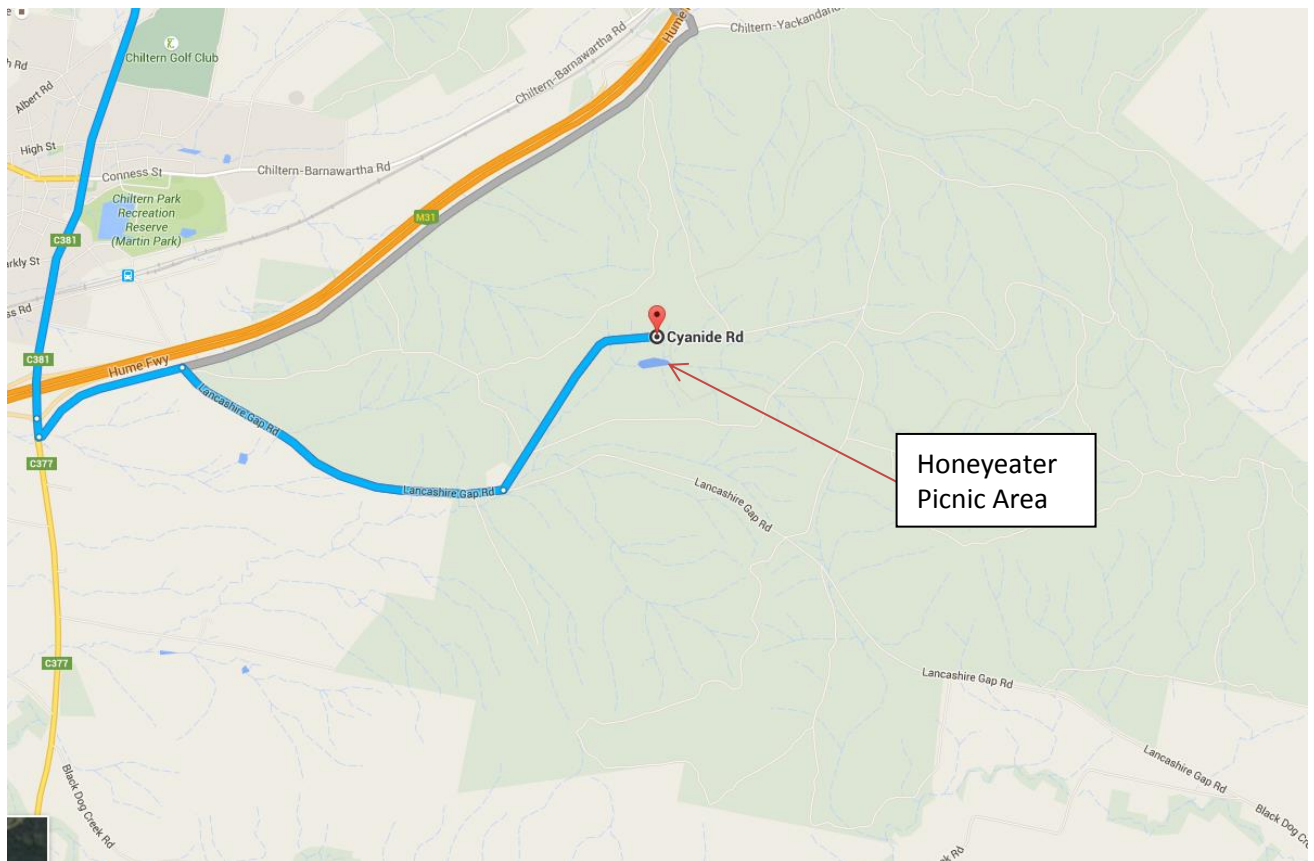 Chiltern Golf Club
Albert Rd
High St
Conness St
Chiltern-Barnawartha Rd
Chiltern-Barnawartha Rd
Hume
Chiltern-Yackandanda
Chiltern Park
Recreation
Reserve
(Martin Park)
M31
C381
C381
Hume Fwy
Lancashire Gap Rd
Cyanide Rd
Honeyeater
Picnic Area
C377
Lancashire Gap Rd
Lancashire Gap Rd
C377
Lancashire Gap Rd
Lancashire Gap Rd
Black Dog Creek Rd
Black Dog Creek